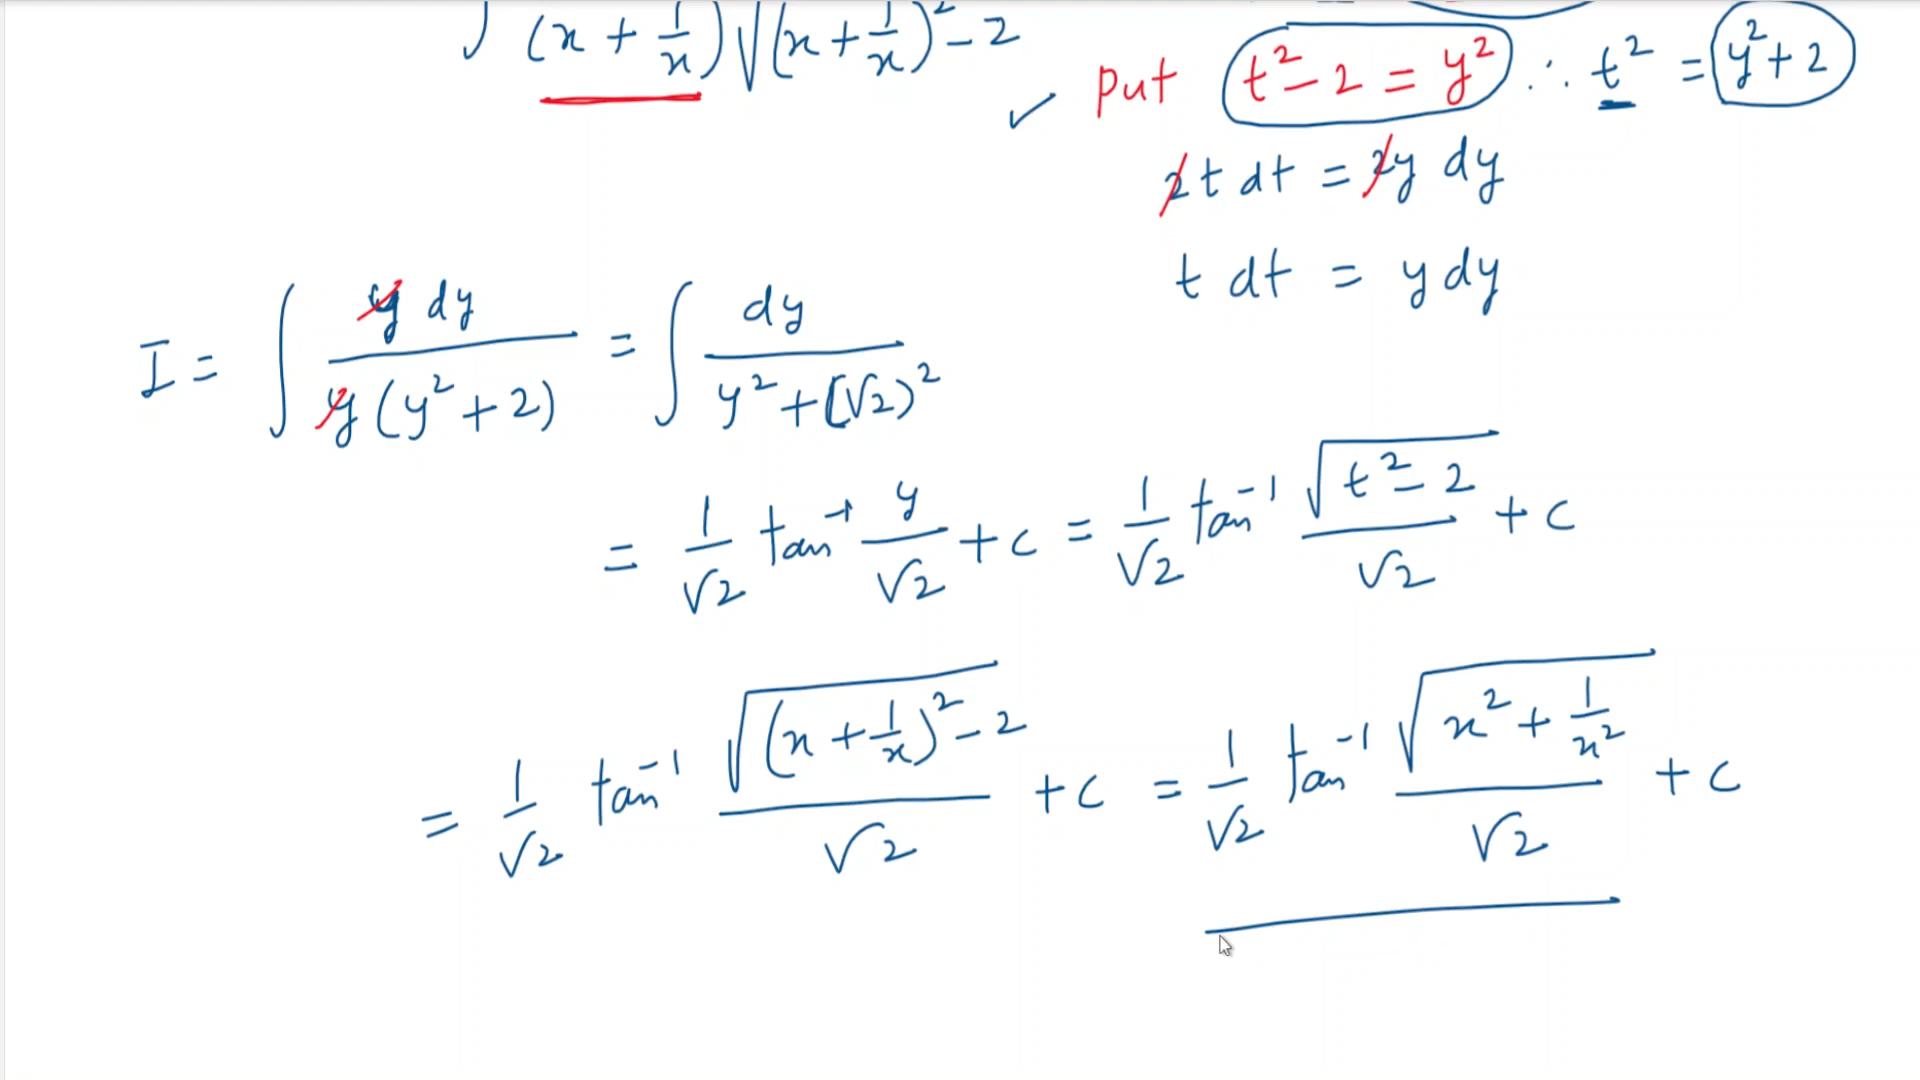 ∫ (x + 1/x) √(x + 1/x)² − 2
✓ Put t² − 2 = y² ∴ t² = y² + 2
2t dt = 2y dy
t dt = y dy
I = ∫ y dy / y(y² + 2) = ∫ dy / y² + (√2)²
= 1/√2 tan⁻¹ y/√2 + c = 1/√2 tan⁻¹ √(t² − 2)/√2 + c
= 1/√2 tan⁻¹ √((x + 1/x)² − 2)/√2 + c = 1/√2 tan⁻¹ √(x² + 1/x²)/√2 + c